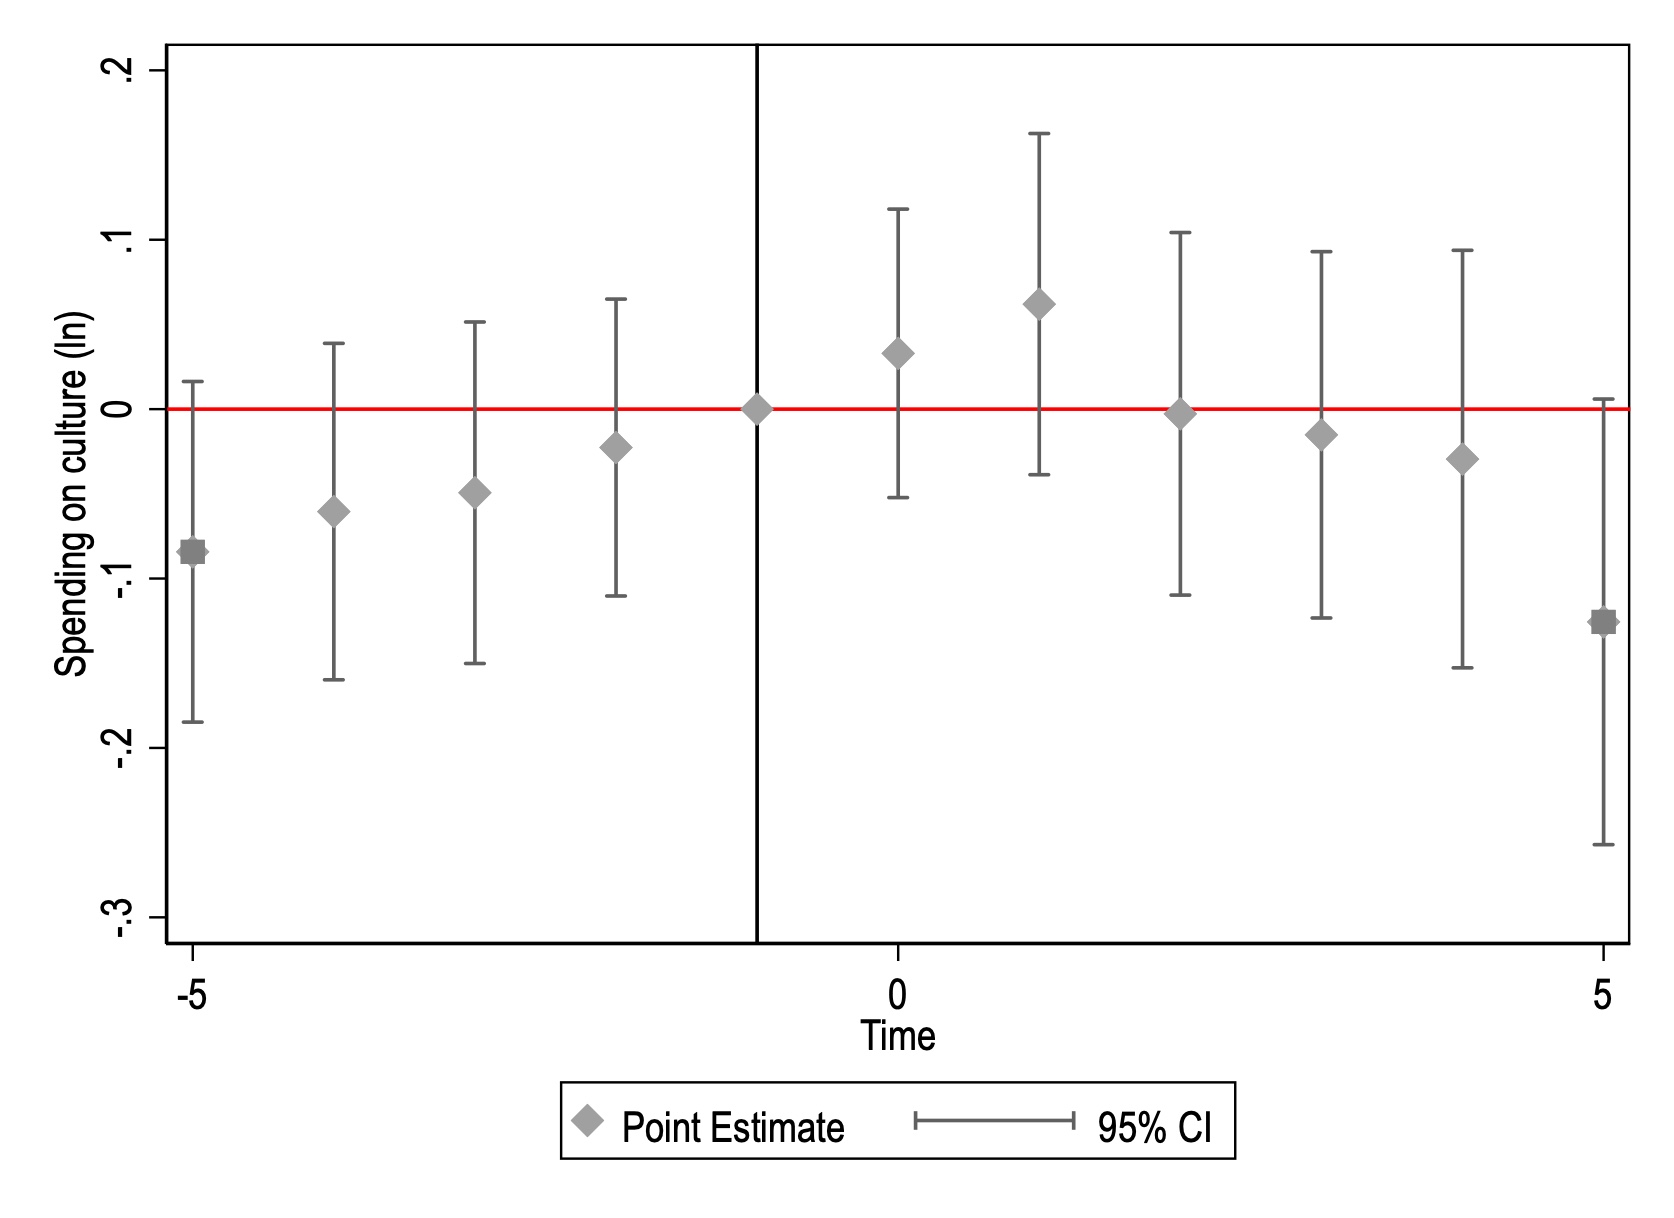 Spending on culture (ln)
.2
.1
0
-.1
-.2
-.3
-5
0
5
Time
Point Estimate
95% CI